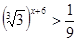 (∛3)^{x+6} > 1/9